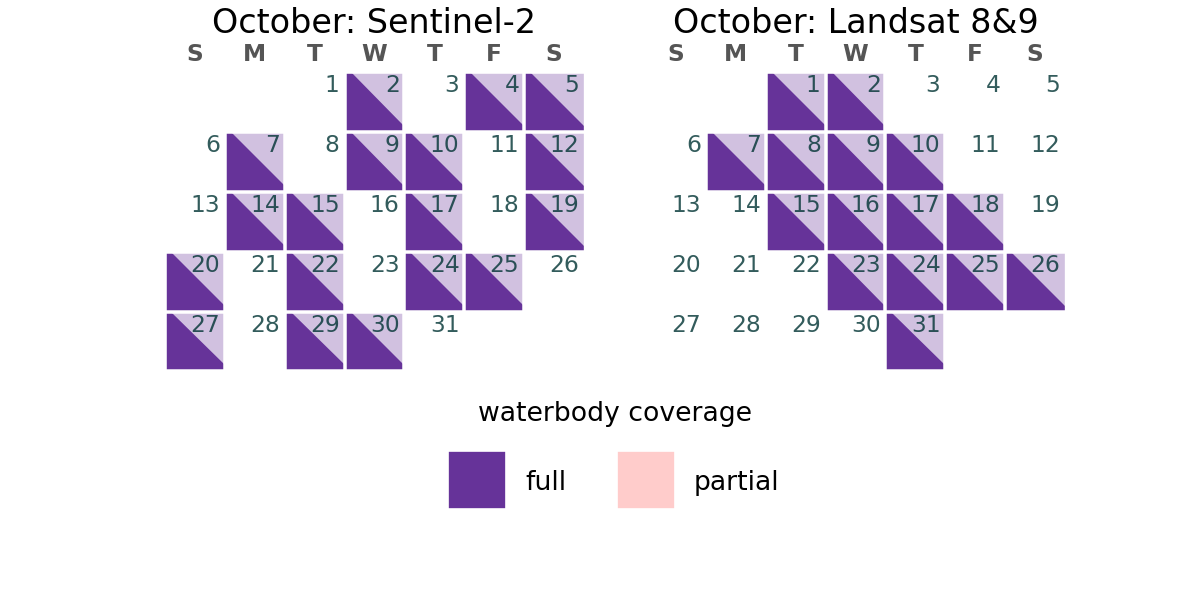 October: Sentinel-2
S M T W T F S
1 2 3 4 5
6 7 8 9 10 11 12
13 14 15 16 17 18 19
20 21 22 23 24 25 26
27 28 29 30 31
October: Landsat 8&9
S M T W T F S
1 2 3 4 5
6 7 8 9 10 11 12
13 14 15 16 17 18 19
20 21 22 23 24 25 26
27 28 29 30 31
waterbody coverage
full partial